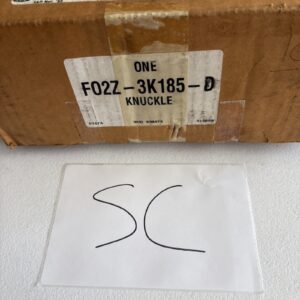 ONE
F02Z-3K185-D
KNUCKLE
SC